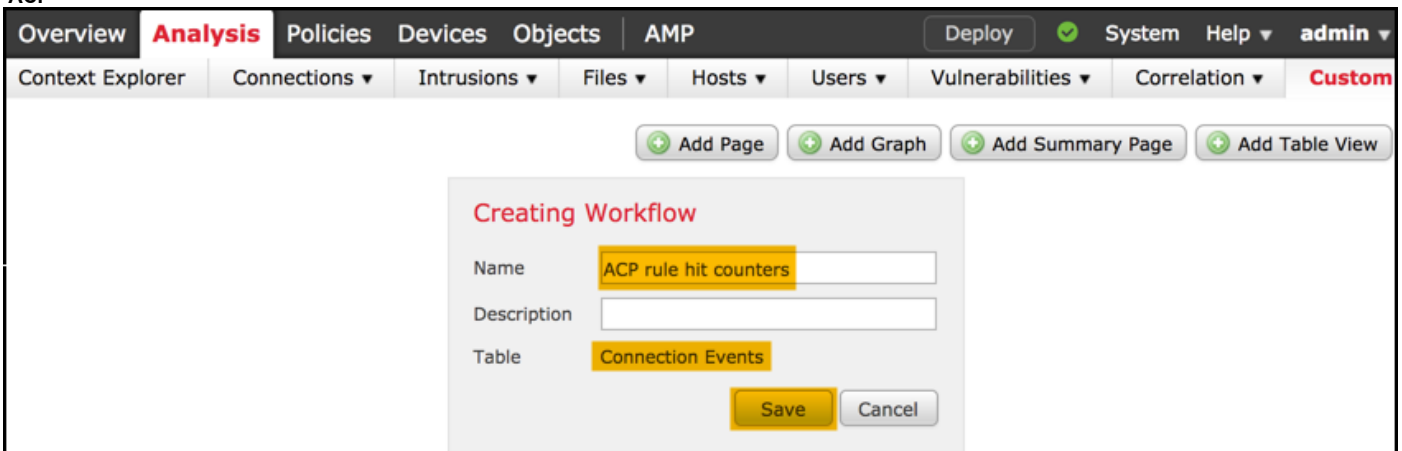 Overview Analysis Policies Devices Objects AMP Deploy System Help admin
Context Explorer Connections Intrusions Files Hosts Users Vulnerabilities Correlation Custom
Add Page Add Graph Add Summary Page Add Table View
Creating Workflow
Name ACP rule hit counters
Description
Table Connection Events
Save Cancel